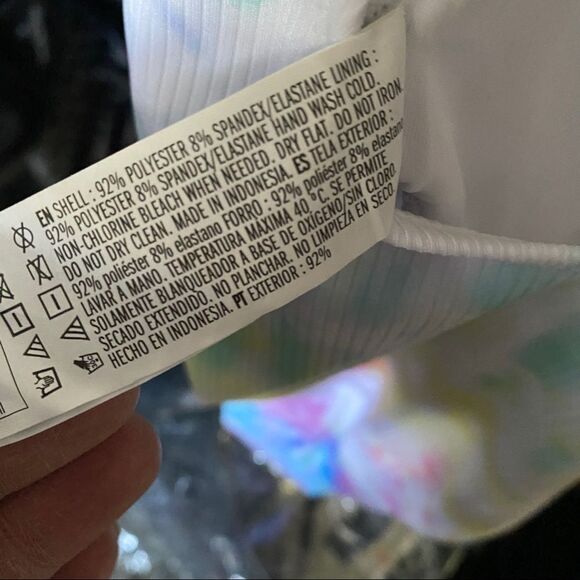 EN SHELL : 92% POLYESTER 8% SPANDEX/ELASTANE LINING :
92% POLYESTER 8% SPANDEX/ELASTANE HAND WASH COLD.
NON-CHLORINE BLEACH WHEN NEEDED. DRY FLAT. DO NOT IRON.
DO NOT DRY CLEAN. MADE IN INDONESIA. ES TELA EXTERIOR :
92% poliéster 8% elastano FORRO : 92% poliéster 8% elastano
LAVAR A MANO. TEMPERATURA MAXIMA 40 °C. SE PERMITE
SOLAMENTE BLANQUEADOR A BASE DE OXÍGENO/SIN CLORO.
SECADO EXTENDIDO. NO PLANCHAR. NO LIMPIEZA EN SECO
HECHO EN INDONESIA. PT EXTERIOR : 92%